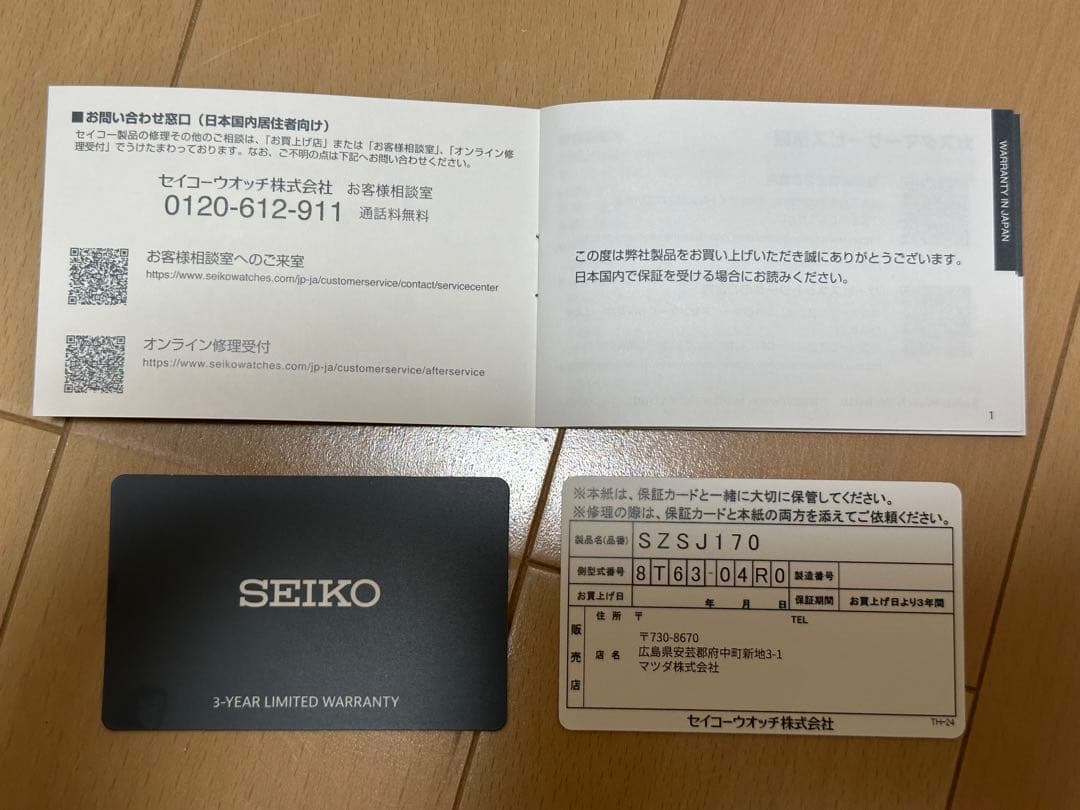 ■お問い合わせ窓口（日本国内居住者向け）
セイコー製品の修理その他のご相談は、「お買上げ店」または「お客様相談室」、「オンライン修
理受付」でうけたまわっております。なお、ご不明の点は下記へお問い合わせください。
セイコーウオッチ株式会社 お客様相談室
0120-612-911 通話料無料
お客様相談室へのご来室
https://www.seikowatches.com/jp-ja/customerservice/contact/servicecenter
オンライン修理受付
https://www.seikowatches.com/jp-ja/customerservice/afterservice
WARRANTY IN JAPAN
この度は弊社製品をお買い上げいただき誠にありがとうございます。
日本国内で保証を受ける場合にお読みください。
1
SEIKO
3-YEAR LIMITED WARRANTY
※本紙は、保証カードと一緒に大切に保管してください。
※修理の際は、保証カードと本紙の両方を添えてご依頼ください。
製品名(品番) SZSJ170
側型式番号 8T63-04R0 製造番号
お買上げ日 年 月 日 保証期間 お買上げ日より3年間
販売店 住所 〒 TEL
〒730-8670
店名 広島県安芸郡府中町新地3-1
マツダ株式会社
セイコーウオッチ株式会社 TH-24